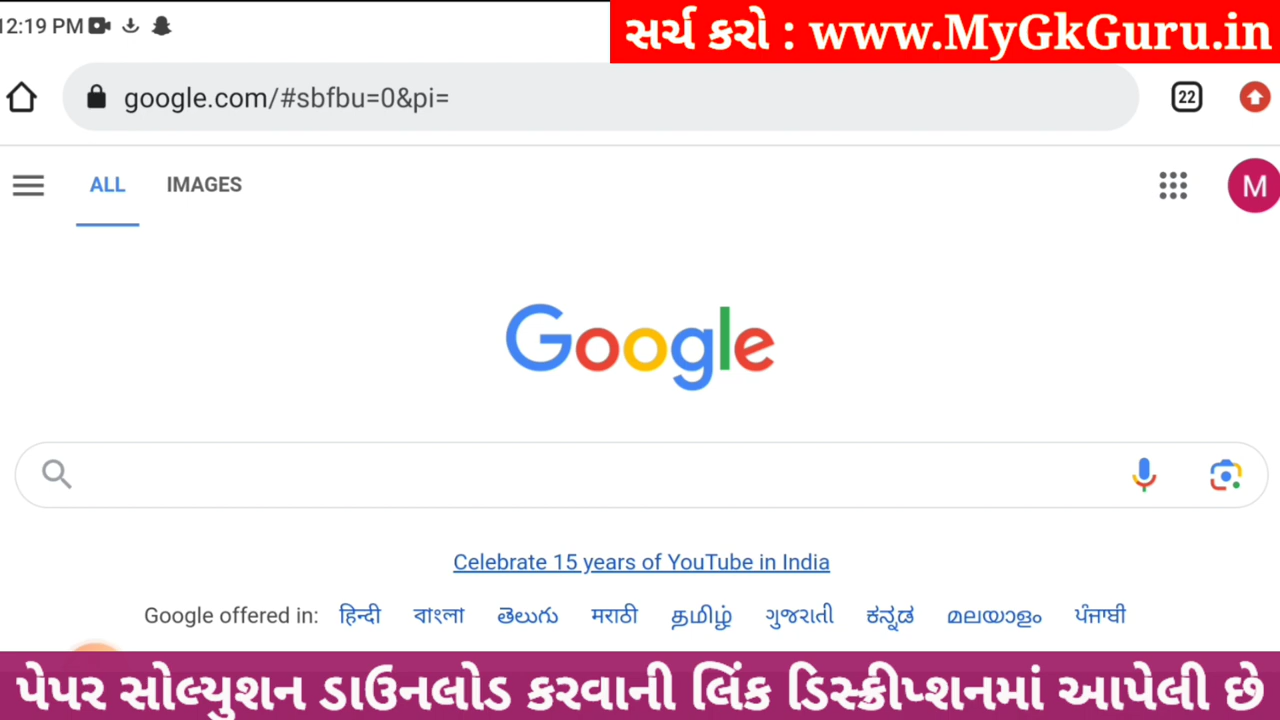 12:19 PM
સર્ચ કરો : www.MyGkGuru.in
google.com/#sbfbu=0&pi=
22
ALL IMAGES
M
Google
Celebrate 15 years of YouTube in India
Google offered in: हिन्दी বাংলা తెలుగు मराठी தமிழ் ગુજરાતી ಕನ್ನಡ മലയാളം ਪੰਜਾਬੀ
પેપર સોલ્યુશન ડાઉનલોડ કરવાની લિંક ડિસ્ક્રીપ્શનમાં આપેલી છે